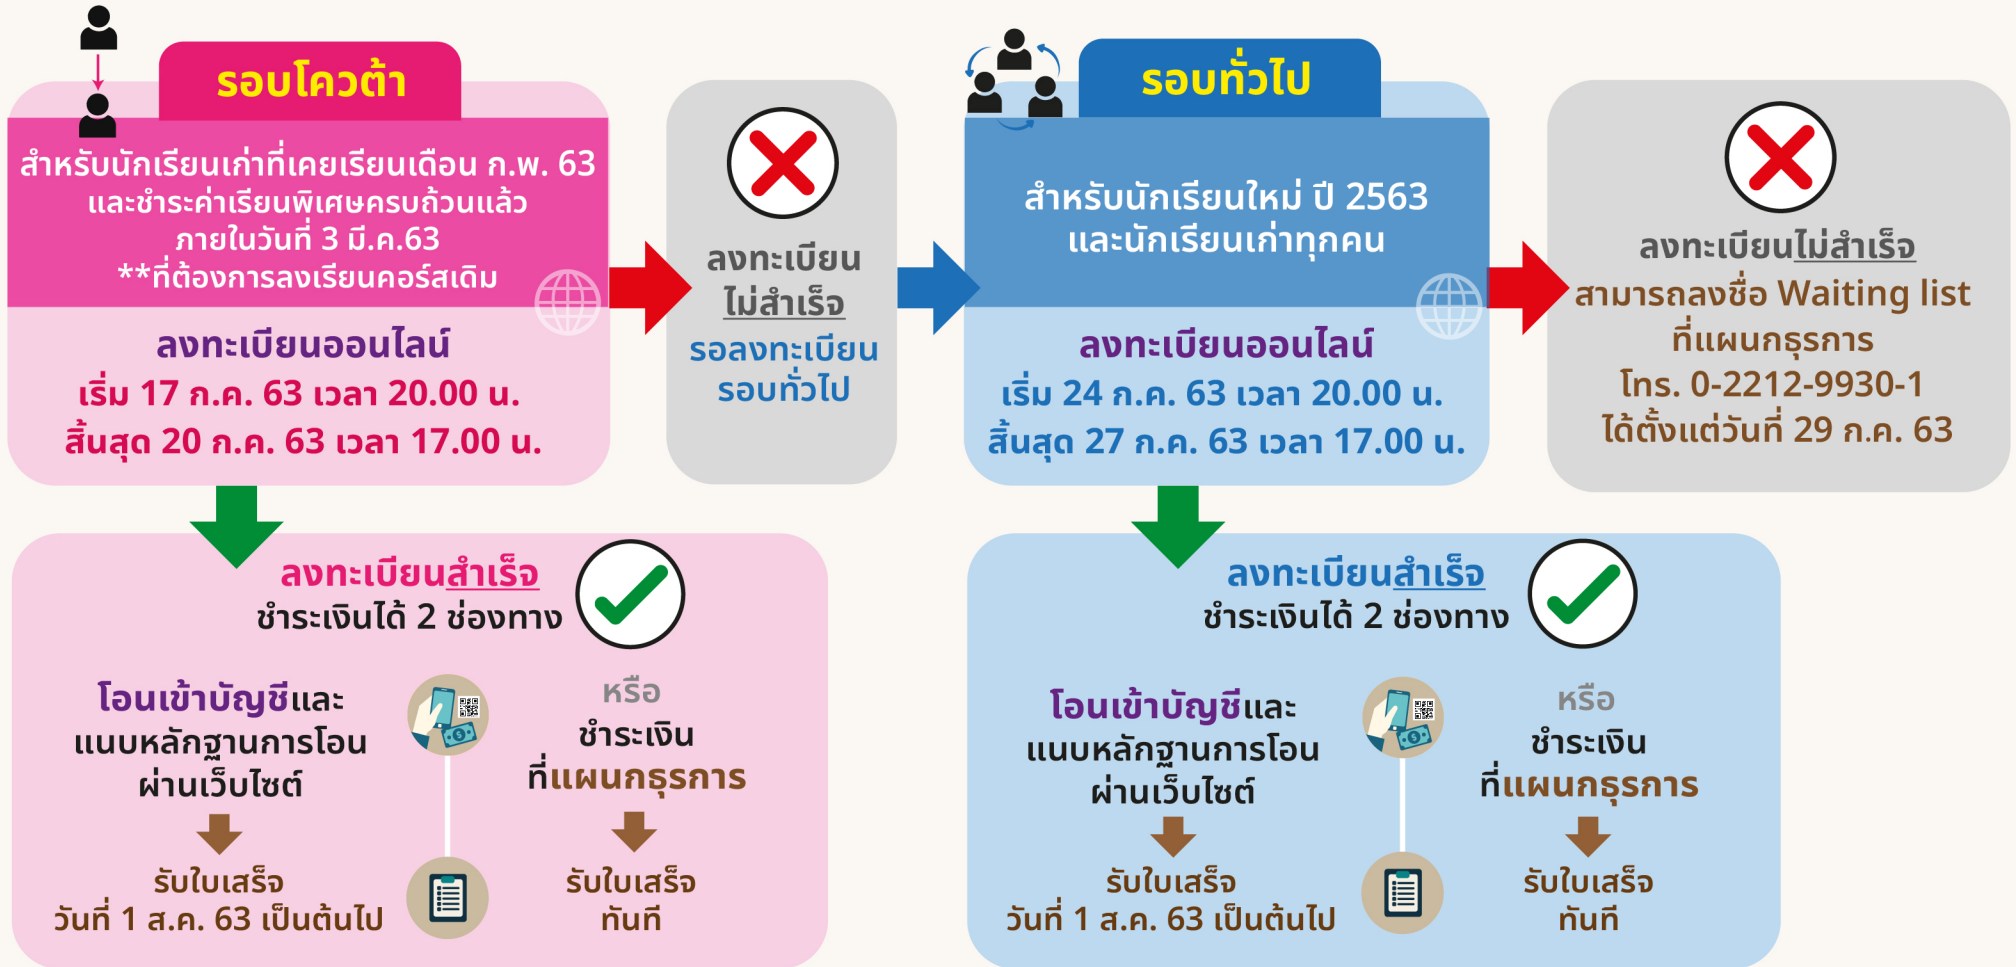 รอบโควต้า
สำหรับนักเรียนเก่าที่เคยเรียนเดือน ก.พ. 63
และชำระค่าเรียนพิเศษครบถ้วนแล้ว
ภายในวันที่ 3 มี.ค.63
**ที่ต้องการลงเรียนคอร์สเดิม
ลงทะเบียนออนไลน์
เริ่ม 17 ก.ค. 63 เวลา 20.00 น.
สิ้นสุด 20 ก.ค. 63 เวลา 17.00 น.
ลงทะเบียน
ไม่สำเร็จ
รอลงทะเบียน
รอบทั่วไป
รอบทั่วไป
สำหรับนักเรียนใหม่ ปี 2563
และนักเรียนเก่าทุกคน
ลงทะเบียนออนไลน์
เริ่ม 24 ก.ค. 63 เวลา 20.00 น.
สิ้นสุด 27 ก.ค. 63 เวลา 17.00 น.
ลงทะเบียนไม่สำเร็จ
สามารถลงชื่อ Waiting list
ที่แผนกธุรการ
โทร. 0-2212-9930-1
ได้ตั้งแต่วันที่ 29 ก.ค. 63
ลงทะเบียนสำเร็จ
ชำระเงินได้ 2 ช่องทาง
โอนเข้าบัญชีและ
แนบหลักฐานการโอน
ผ่านเว็บไซต์
รับใบเสร็จ
วันที่ 1 ส.ค. 63 เป็นต้นไป
หรือ
ชำระเงิน
ที่แผนกธุรการ
รับใบเสร็จ
ทันที
ลงทะเบียนสำเร็จ
ชำระเงินได้ 2 ช่องทาง
โอนเข้าบัญชีและ
แนบหลักฐานการโอน
ผ่านเว็บไซต์
รับใบเสร็จ
วันที่ 1 ส.ค. 63 เป็นต้นไป
หรือ
ชำระเงิน
ที่แผนกธุรการ
รับใบเสร็จ
ทันที